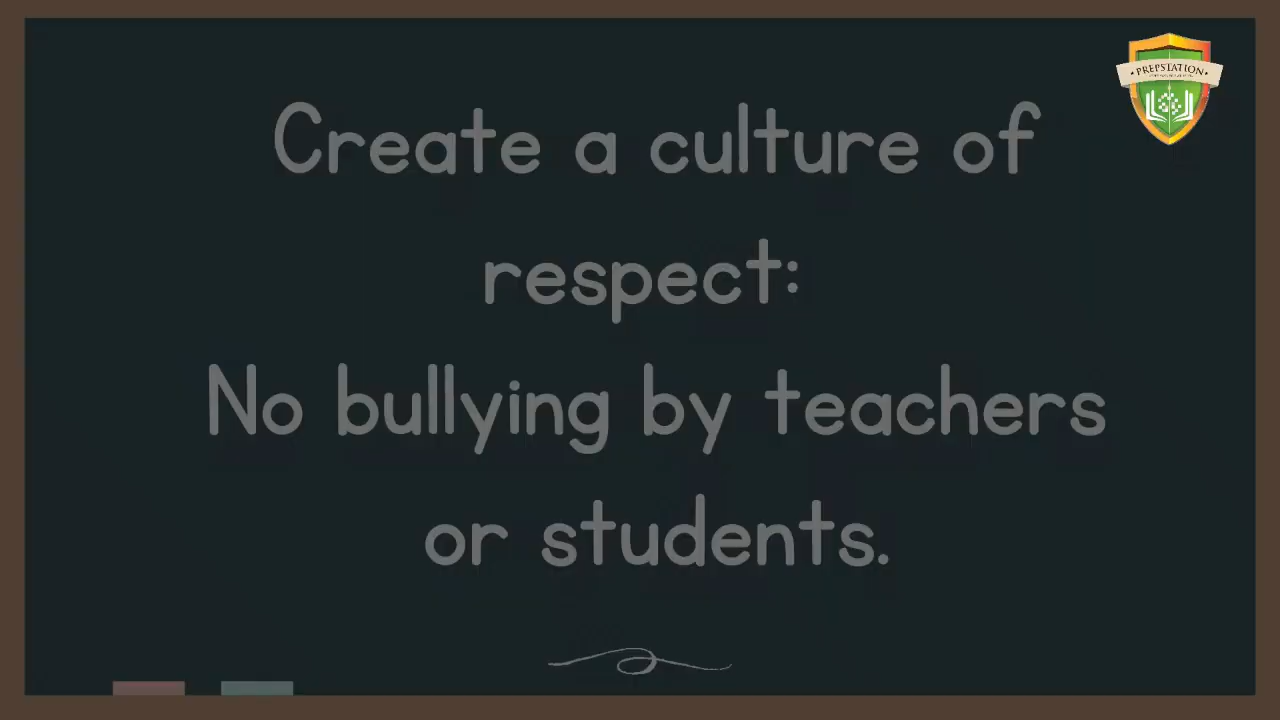 Create a culture of
respect:
No bullying by teachers
or students.
PREPSTATION